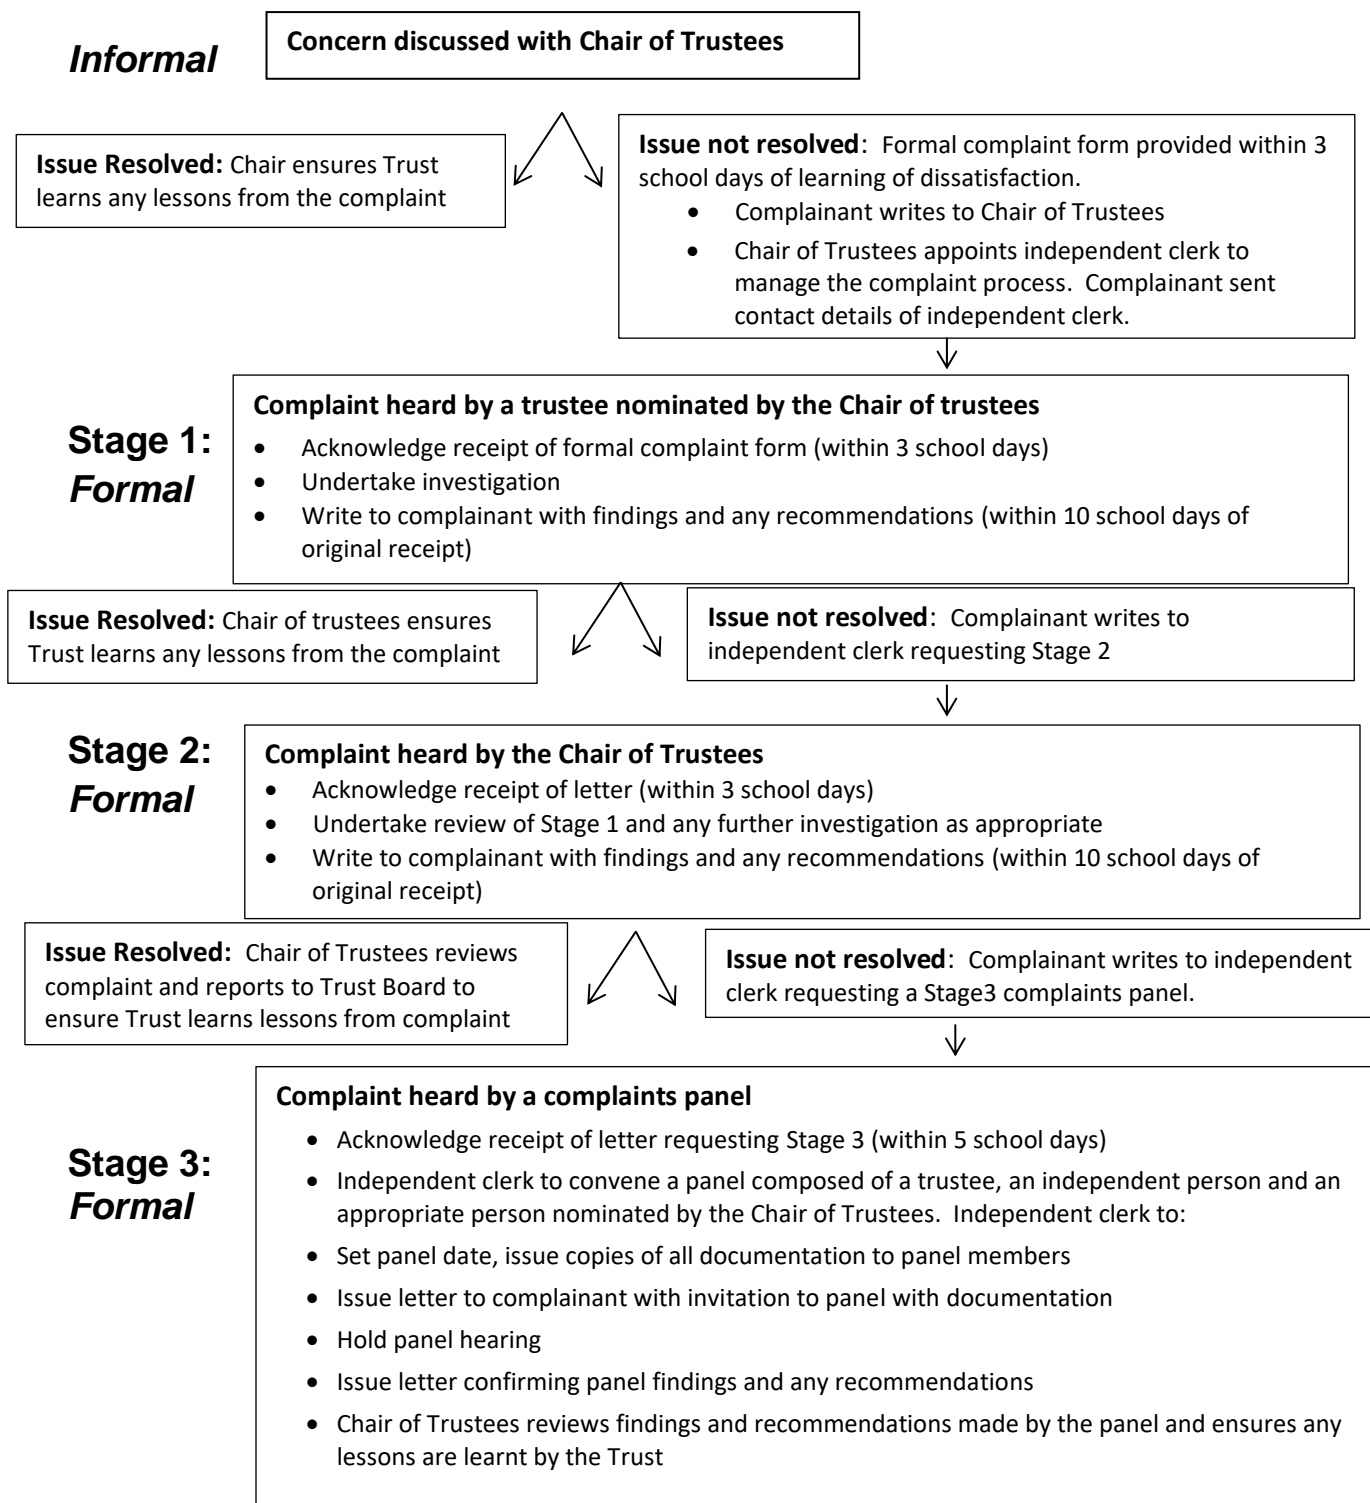 Informal
Concern discussed with Chair of Trustees
Issue Resolved: Chair ensures Trust
learns any lessons from the complaint
Issue not resolved: Formal complaint form provided within 3
school days of learning of dissatisfaction.
• Complainant writes to Chair of Trustees
• Chair of Trustees appoints independent clerk to
manage the complaint process. Complainant sent
contact details of independent clerk.
Stage 1:
Formal
Complaint heard by a trustee nominated by the Chair of trustees
• Acknowledge receipt of formal complaint form (within 3 school days)
• Undertake investigation
• Write to complainant with findings and any recommendations (within 10 school days of
original receipt)
Issue Resolved: Chair of trustees ensures
Trust learns any lessons from the complaint
Issue not resolved: Complainant writes to
independent clerk requesting Stage 2
Stage 2:
Formal
Complaint heard by the Chair of Trustees
• Acknowledge receipt of letter (within 3 school days)
• Undertake review of Stage 1 and any further investigation as appropriate
• Write to complainant with findings and any recommendations (within 10 school days of
original receipt)
Issue Resolved: Chair of Trustees reviews
complaint and reports to Trust Board to
ensure Trust learns lessons from complaint
Issue not resolved: Complainant writes to independent
clerk requesting a Stage3 complaints panel.
Stage 3:
Formal
Complaint heard by a complaints panel
• Acknowledge receipt of letter requesting Stage 3 (within 5 school days)
• Independent clerk to convene a panel composed of a trustee, an independent person and an
appropriate person nominated by the Chair of Trustees. Independent clerk to:
• Set panel date, issue copies of all documentation to panel members
• Issue letter to complainant with invitation to panel with documentation
• Hold panel hearing
• Issue letter confirming panel findings and any recommendations
• Chair of Trustees reviews findings and recommendations made by the panel and ensures any
lessons are learnt by the Trust